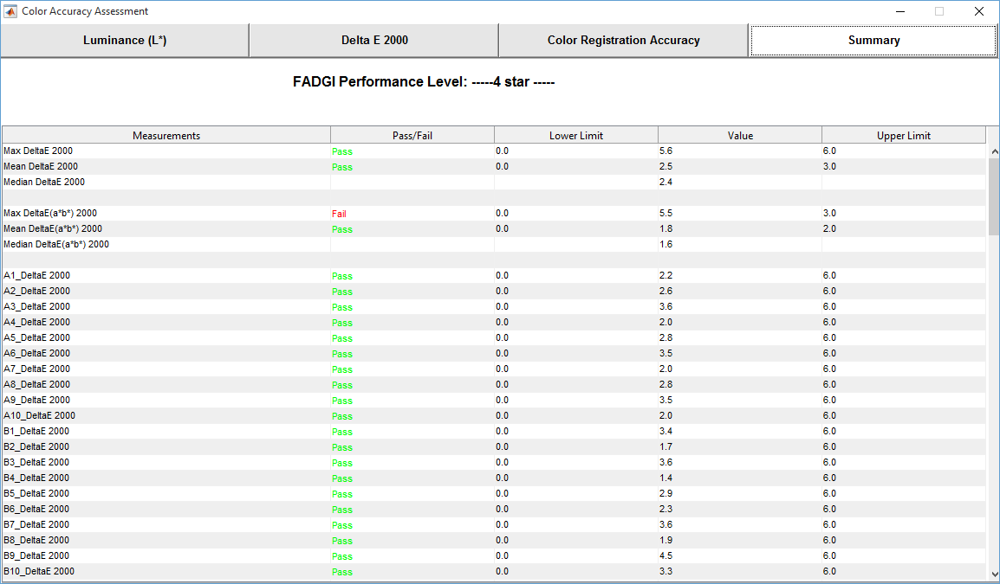 Color Accuracy Assessment
Luminance (L*) Delta E 2000 Color Registration Accuracy Summary
FADGI Performance Level: -----4 star -----
Measurements Pass/Fail Lower Limit Value Upper Limit
Max DeltaE 2000 Pass 0.0 5.6 6.0
Mean DeltaE 2000 Pass 0.0 2.5 3.0
Median DeltaE 2000 2.4
Max DeltaE(a*b*) 2000 Fail 0.0 5.5 3.0
Mean DeltaE(a*b*) 2000 Pass 0.0 1.8 2.0
Median DeltaE(a*b*) 2000 1.6
A1_DeltaE 2000 Pass 0.0 2.2 6.0
A2_DeltaE 2000 Pass 0.0 2.6 6.0
A3_DeltaE 2000 Pass 0.0 3.6 6.0
A4_DeltaE 2000 Pass 0.0 2.0 6.0
A5_DeltaE 2000 Pass 0.0 2.8 6.0
A6_DeltaE 2000 Pass 0.0 3.5 6.0
A7_DeltaE 2000 Pass 0.0 2.0 6.0
A8_DeltaE 2000 Pass 0.0 2.8 6.0
A9_DeltaE 2000 Pass 0.0 3.5 6.0
A10_DeltaE 2000 Pass 0.0 2.0 6.0
B1_DeltaE 2000 Pass 0.0 3.4 6.0
B2_DeltaE 2000 Pass 0.0 1.7 6.0
B3_DeltaE 2000 Pass 0.0 3.6 6.0
B4_DeltaE 2000 Pass 0.0 1.4 6.0
B5_DeltaE 2000 Pass 0.0 2.9 6.0
B6_DeltaE 2000 Pass 0.0 2.3 6.0
B7_DeltaE 2000 Pass 0.0 3.6 6.0
B8_DeltaE 2000 Pass 0.0 1.9 6.0
B9_DeltaE 2000 Pass 0.0 4.5 6.0
B10_DeltaE 2000 Pass 0.0 3.3 6.0